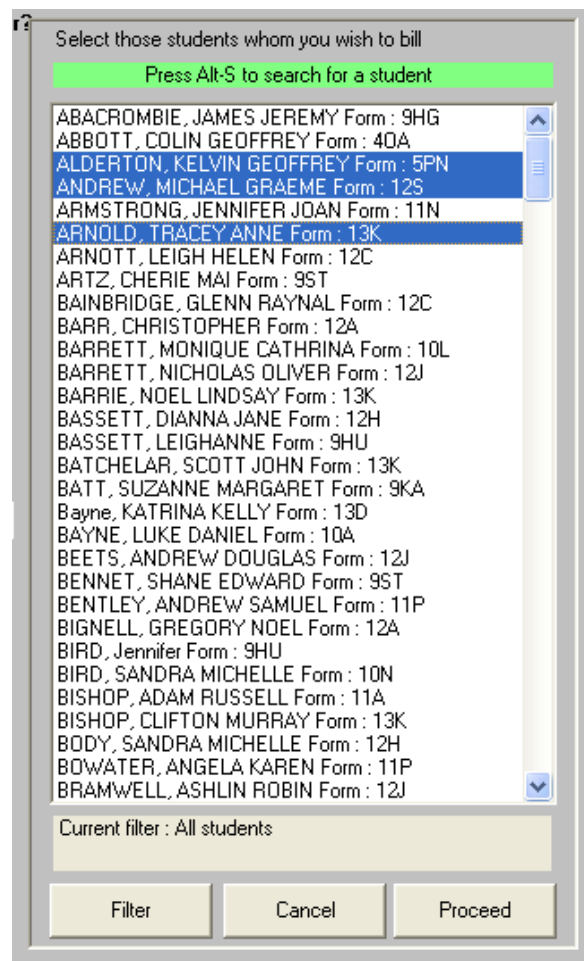 r?
Select those students whom you wish to bill
Press Alt-S to search for a student
ABACROMBIE, JAMES JEREMY Form : 9HG
ABBOTT, COLIN GEOFFREY Form : 4OA
ALDERTON, KELVIN GEOFFREY Form : 5PN
ANDREW, MICHAEL GRAEME Form : 12S
ARMSTRONG, JENNIFER JOAN Form : 11N
ARNOLD, TRACEY ANNE Form : 13K
ARNOTT, LEIGH HELEN Form : 12C
ARTZ, CHERIE MAI Form : 9ST
BAINBRIDGE, GLENN RAYNAL Form : 12C
BARR, CHRISTOPHER Form : 12A
BARRETT, MONIQUE CATHRINA Form : 10L
BARRETT, NICHOLAS OLIVER Form : 12J
BARRIE, NOEL LINDSAY Form : 13K
BASSETT, DIANNA JANE Form : 12H
BASSETT, LEIGHANNE Form : 9HU
BATCHELAR, SCOTT JOHN Form : 13K
BATT, SUZANNE MARGARET Form : 9KA
Bayne, KATRINA KELLY Form : 13D
BAYNE, LUKE DANIEL Form : 10A
BEETS, ANDREW DOUGLAS Form : 12J
BENNET, SHANE EDWARD Form : 9ST
BENTLEY, ANDREW SAMUEL Form : 11P
BIGNELL, GREGORY NOEL Form : 12A
BIRD, Jennifer Form : 9HU
BIRD, SANDRA MICHELLE Form : 10N
BISHOP, ADAM RUSSELL Form : 11A
BISHOP, CLIFTON MURRAY Form : 13K
BODY, SANDRA MICHELLE Form : 12H
BOWATER, ANGELA KAREN Form : 11P
BRAMWELL, ASHLIN ROBIN Form : 12J
Current filter : All students
Filter Cancel Proceed